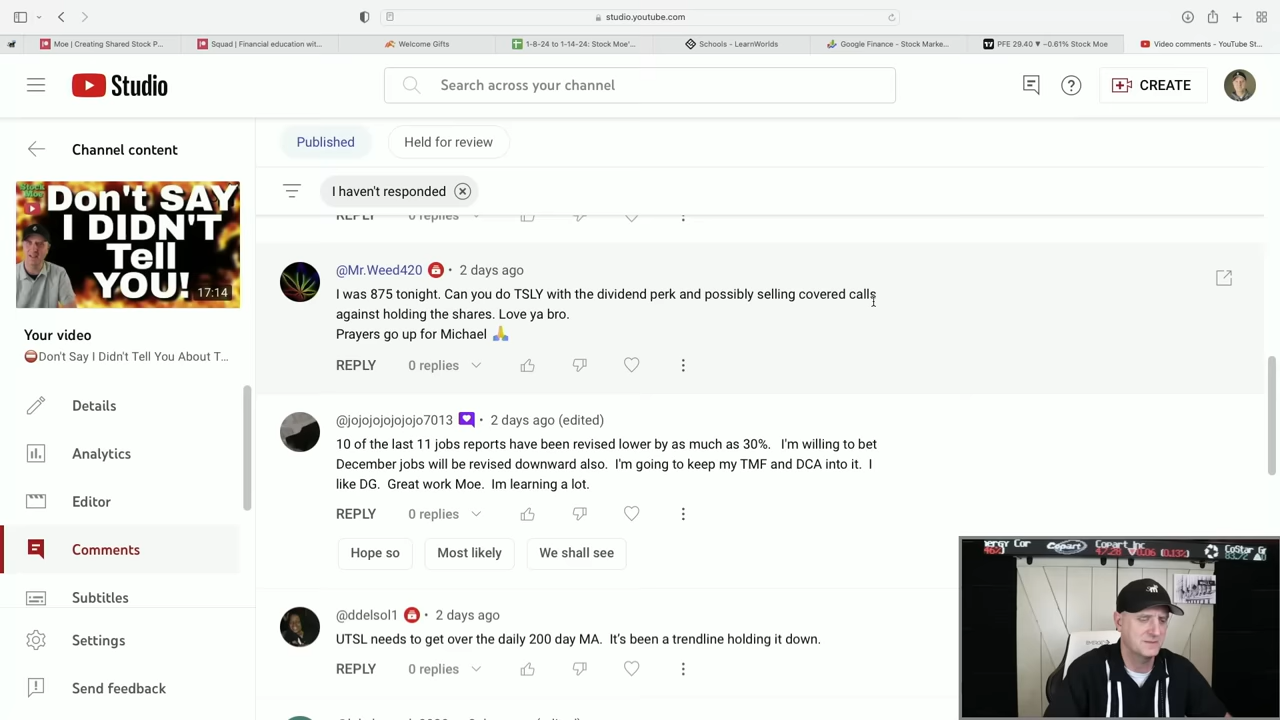 studio.youtube.com
Moe | Creating Shared Stock P...
Squad | Financial education wit...
Welcome Gifts
1-8-24 to 1-14-24: Stock Moe'...
Schools - LearnWorlds
Google Finance - Stock Marke...
PFE 29.40 ▼ −0.61% Stock Moe
Video comments - YouTube St...
Studio
Search across your channel
?
CREATE
Channel content
Published
Held for review
I haven't responded
REPLY
0 replies
Stock
Moe
Don't SAY
I DIDN'T
Tell
YOU!
17:14
Your video
⛔Don't Say I Didn't Tell You About T...
Details
Analytics
Editor
Comments
Subtitles
Settings
Send feedback
@Mr.Weed420 • 2 days ago
I was 875 tonight. Can you do TSLY with the dividend perk and possibly selling covered calls
against holding the shares. Love ya bro.
Prayers go up for Michael 🙏
REPLY 0 replies
@jojojojojojojo7013 • 2 days ago (edited)
10 of the last 11 jobs reports have been revised lower by as much as 30%. I'm willing to bet
December jobs will be revised downward also. I'm going to keep my TMF and DCA into it. I
like DG. Great work Moe. Im learning a lot.
REPLY 0 replies
Hope so
Most likely
We shall see
@ddelsol1 • 2 days ago
UTSL needs to get over the daily 200 day MA. It's been a trendline holding it down.
REPLY 0 replies
Copart Inc